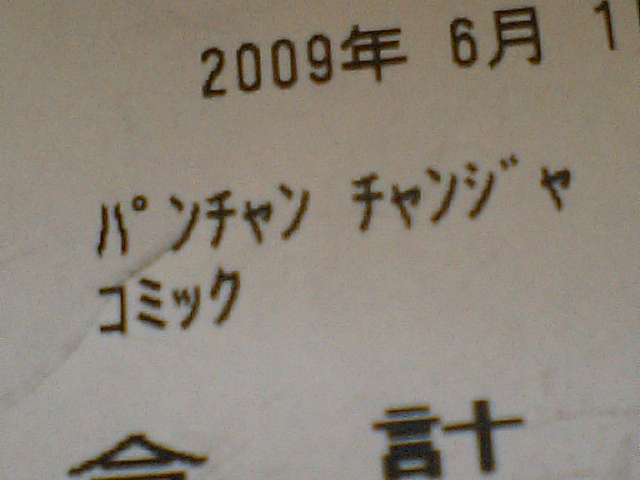 2009年 6月 1
ﾊﾟﾝﾁｬﾝ ﾁｬﾝｼﾞｬ
ｺﾐｯｸ
合 計